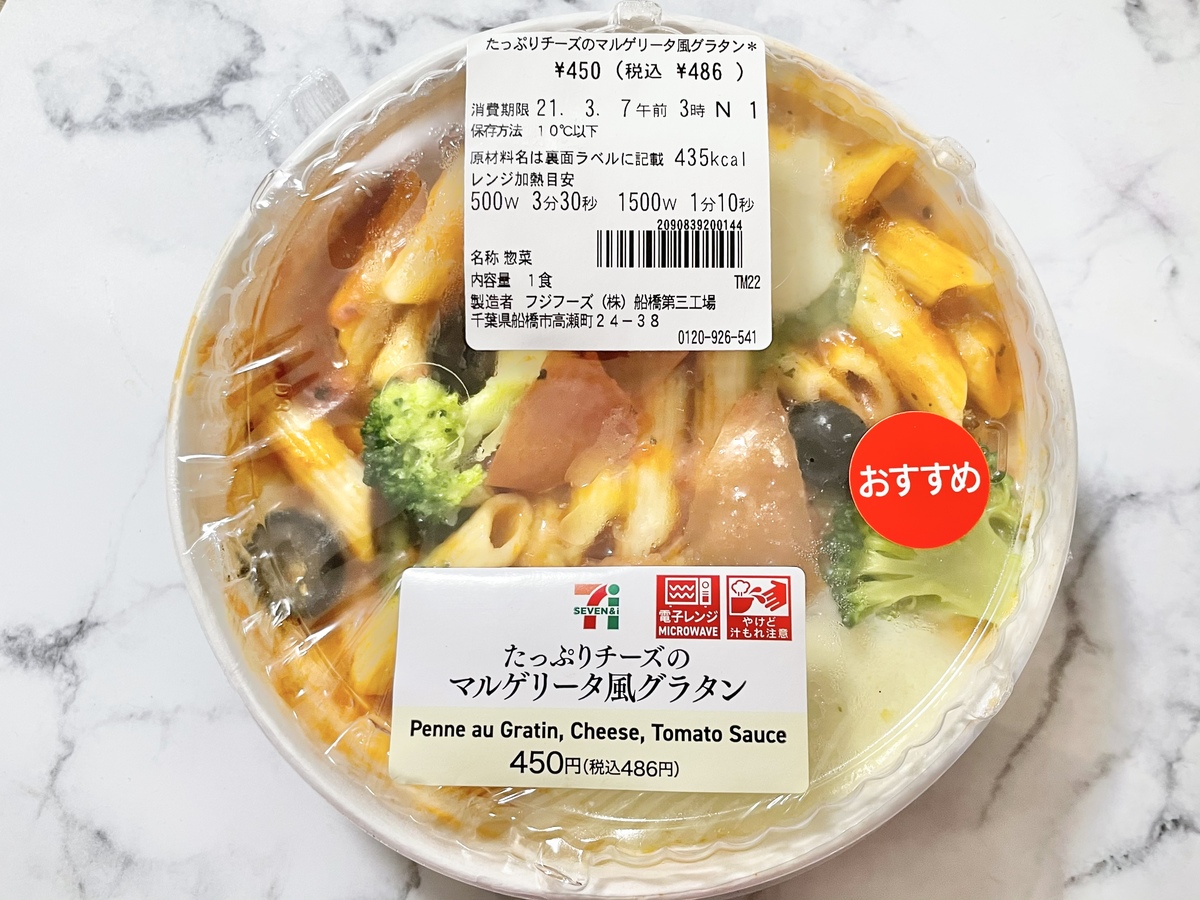 たっぷりチーズのマルゲリータ風グラタン*
¥450 (税込 ¥486 )
消費期限 21. 3. 7午前 3時 N 1
保存方法 10℃以下
原材料名は裏面ラベルに記載 435kcal
レンジ加熱目安
500W 3分30秒 1500W 1分10秒
2090839200144
名称 惣菜
内容量 1食
TM22
製造者 フジフーズ(株)船橋第三工場
千葉県船橋市高瀬町24-38
0120-926-541
おすすめ
SEVEN&i
電子レンジ
MICROWAVE
やけど
汁もれ注意
たっぷりチーズの
マルゲリータ風グラタン
Penne au Gratin, Cheese, Tomato Sauce
450円(税込486円)